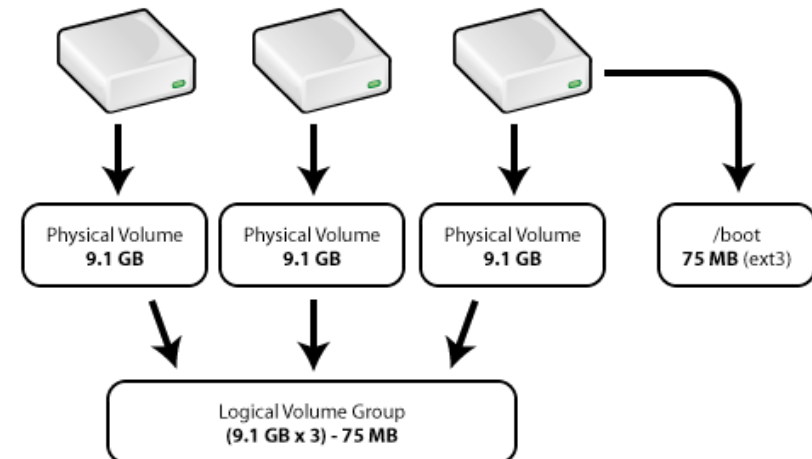 Physical Volume
9.1 GB
Physical Volume
9.1 GB
Physical Volume
9.1 GB
/boot
75 MB (ext3)
Logical Volume Group
(9.1 GB x 3) - 75 MB